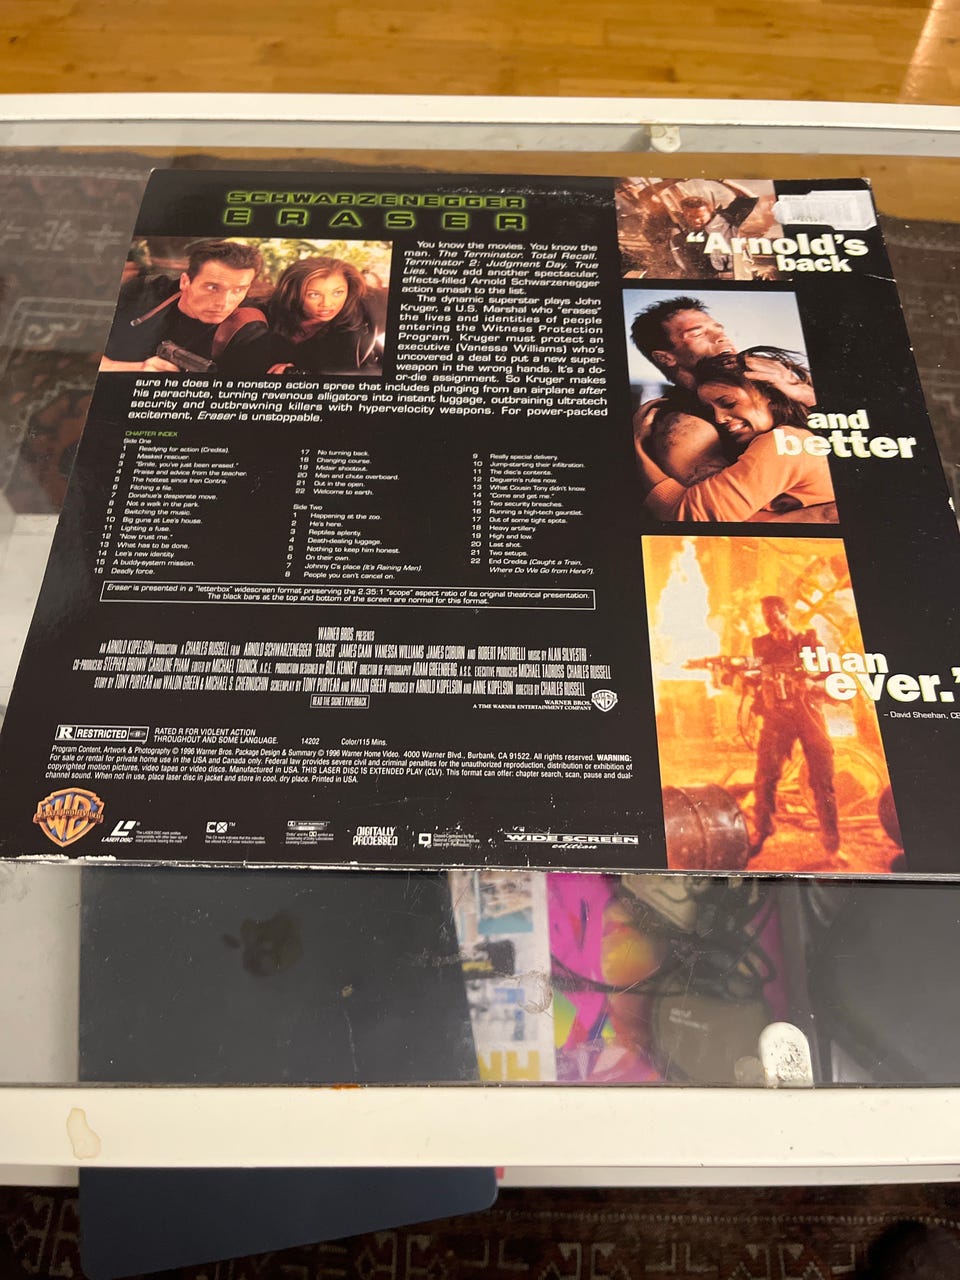 SCHWARZENEGGER
ERASER
You know the movies. You know the
man. The Terminator. Total Recall.
Terminator 2: Judgment Day. True
Lies. Now add another spectacular,
effects-filled Arnold Schwarzenegger
action smash to the list.
The dynamic superstar plays John
Kruger, a U.S. Marshal who "erases"
the lives and identities of people
entering the Witness Protection
Program. Kruger must protect an
executive (Vanessa Williams) who's
uncovered a deal to put a new super-
weapon in the wrong hands. It's a do-
or-die assignment. So Kruger makes
sure he does in a nonstop action spree that includes plunging from an airplane after
his parachute, turning ravenous alligators into instant luggage, outbraining ultratech
security and outbrawning killers with hypervelocity weapons. For power-packed
excitement, Eraser is unstoppable.
CHAPTER INDEX
Side One
1 Readying for action (Credits).
2 Masked rescuer.
3 "Smile, you've just been erased."
4 Praise and advice from the teacher.
5 The hottest since Iran Contra.
6 Filching a file.
7 Donahue's desperate move.
8 Not a walk in the park.
9 Switching the music.
10 Big guns at Lee's house.
11 Lighting a fuse.
12 "Now trust me."
13 What has to be done.
14 Lee's new identity.
15 A buddy-system mission.
16 Deadly force.
17 No turning back.
18 Changing course.
19 Midair shootout.
20 Man and chute overboard.
21 Out in the open.
22 Welcome to earth.
Side Two
1 Happening at the zoo.
2 He's here.
3 Reptiles aplenty.
4 Death-dealing luggage.
5 Nothing to keep him honest.
6 On their own.
7 Johnny C's place (It's Raining Men).
8 People you can't cancel on.
9 Really special delivery.
10 Jump-starting their infiltration.
11 The disc's contents.
12 Deguerin's rules now.
13 What Cousin Tony didn't know.
14 "Come and get me."
15 Two security breaches.
16 Running a high-tech gauntlet.
17 Out of some tight spots.
18 Heavy artillery.
19 High and low.
20 Last shot.
21 Two setups.
22 End Credits (Caught a Train,
Where Do We Go from Here?).
Eraser is presented in a "letterbox" widescreen format preserving the 2.35:1 "scope" aspect ratio of its original theatrical presentation.
The black bars at the top and bottom of the screen are normal for this format.
WARNER BROS. PRESENTS
AN ARNOLD KOPELSON PRODUCTION A CHARLES RUSSELL FILM ARNOLD SCHWARZENEGGER "ERASER" JAMES CAAN VANESSA WILLIAMS JAMES COBURN AND ROBERT PASTORELLI MUSIC BY ALAN SILVESTRI
CO-PRODUCERS STEPHEN BROWN CAROLINE PHAM EDITED BY MICHAEL TRONICK, A.C.E. PRODUCTION DESIGNED BY BILL KENNEY DIRECTOR OF PHOTOGRAPHY ADAM GREENBERG, A.S.C. EXECUTIVE PRODUCERS MICHAEL TADROSS CHARLES RUSSELL
STORY BY TONY PURYEAR AND WALON GREEN & MICHAEL S. CHERNUCHIN SCREENPLAY BY TONY PURYEAR AND WALON GREEN PRODUCED BY ARNOLD KOPELSON AND ANNE KOPELSON DIRECTED BY CHARLES RUSSELL
READ THE SIGNET PAPERBACK
WARNER BROS.
A TIME WARNER ENTERTAINMENT COMPANY
R RESTRICTED
RATED R FOR VIOLENT ACTION
THROUGHOUT AND SOME LANGUAGE.
14202 Color/115 Mins.
Program Content, Artwork & Photography © 1996 Warner Bros. Package Design & Summary © 1996 Warner Home Video. 4000 Warner Blvd., Burbank, CA 91522. All rights reserved. WARNING:
For sale or rental for private home use in the USA and Canada only. Federal law provides severe civil and criminal penalties for the unauthorized reproduction, distribution or exhibition of
copyrighted motion pictures, video tapes or video discs. Manufactured in USA. THIS LASER DISC IS EXTENDED PLAY (CLV). This format can offer: chapter search, scan, pause and dual-
channel sound. When not in use, place laser disc in jacket and store in cool, dry place. Printed in USA.
LASER DISC
CX™
DIGITALLY
PROCESSED
WIDE SCREEN
edition
"Arnold's
back
and
better
than
ever."
– David Sheehan,